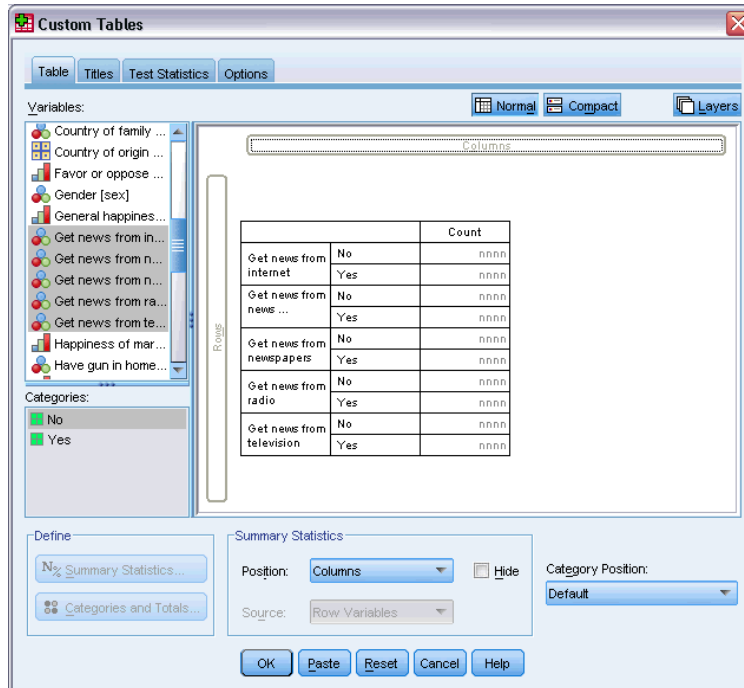 Custom Tables
Table Titles Test Statistics Options
Variables:
Normal Compact Layers
Country of family ...
Country of origin ...
Favor or oppose ...
Gender [sex]
General happines...
Get news from in...
Get news from n...
Get news from n...
Get news from ra...
Get news from te...
Happiness of mar...
Have gun in home...
Categories:
No
Yes
Columns
Rows
Count
Get news from internet No nnnn
Yes nnnn
Get news from news ... No nnnn
Yes nnnn
Get news from newspapers No nnnn
Yes nnnn
Get news from radio No nnnn
Yes nnnn
Get news from television No nnnn
Yes nnnn
Define
N% Summary Statistics...
Categories and Totals...
Summary Statistics
Position: Columns Hide
Source: Row Variables
Category Position:
Default
OK Paste Reset Cancel Help